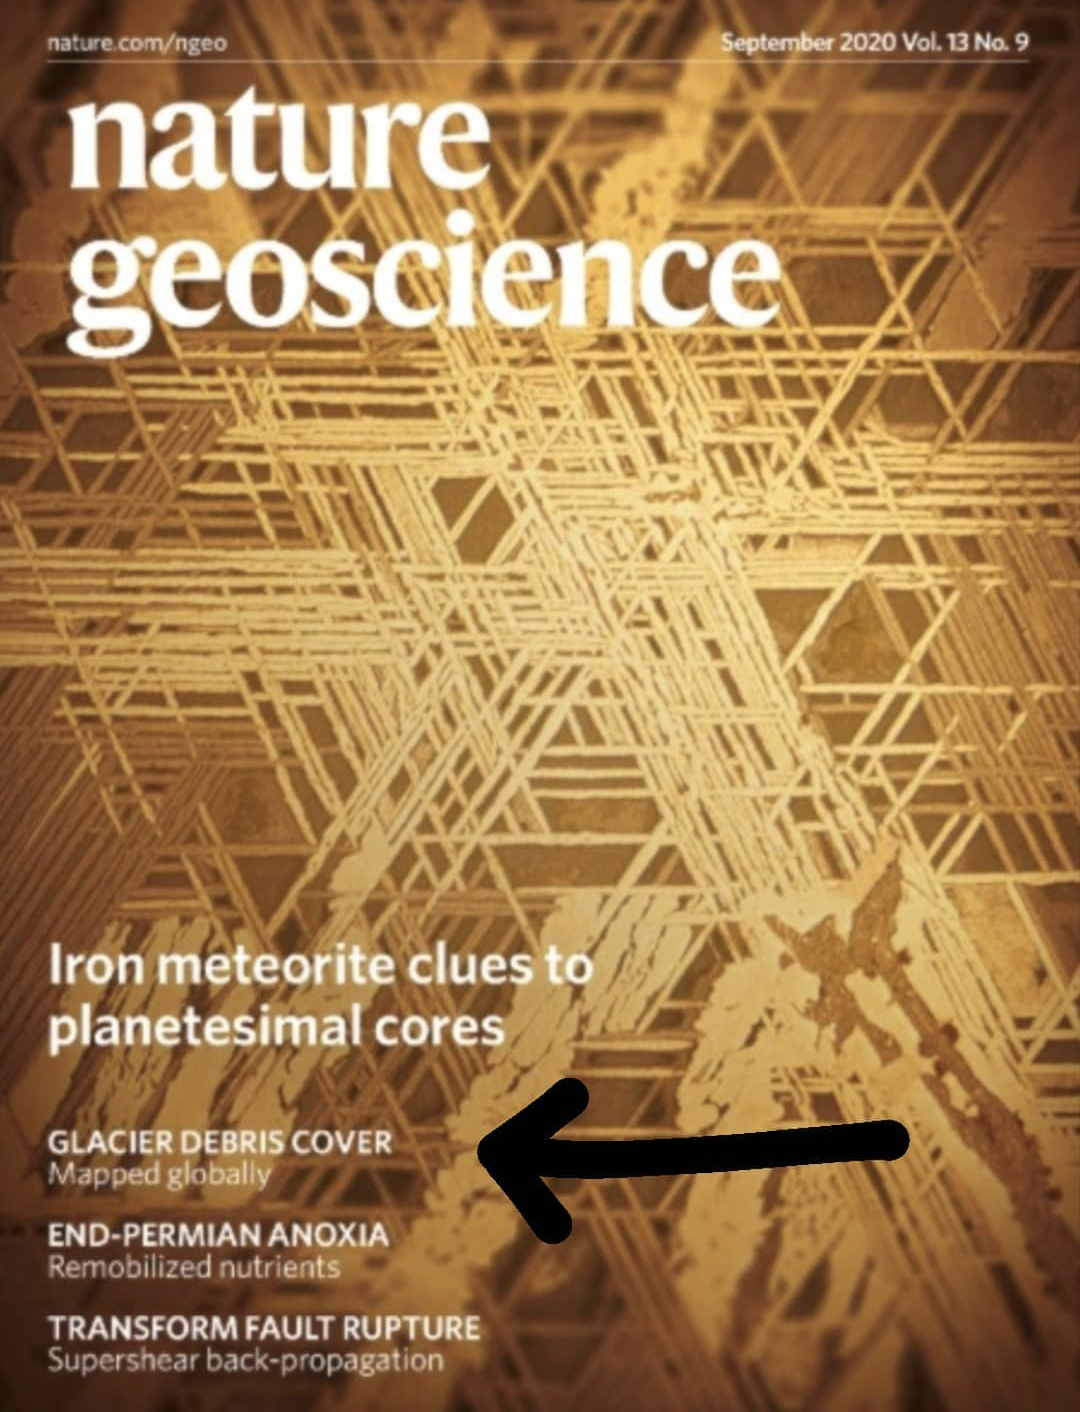 nature.com/ngeo
September 2020 Vol. 13 No. 9
nature
geoscience
Iron meteorite clues to
planetesimal cores
GLACIER DEBRIS COVER
Mapped globally
END-PERMIAN ANOXIA
Remobilized nutrients
TRANSFORM FAULT RUPTURE
Supershear back-propagation